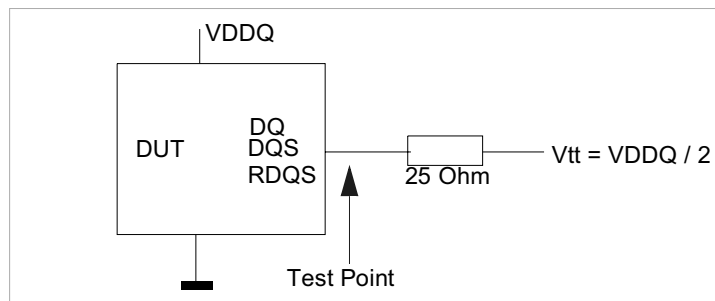 VDDQ
DUT
DQ
DQS
RDQS
25 Ohm
Vtt = VDDQ / 2
Test Point